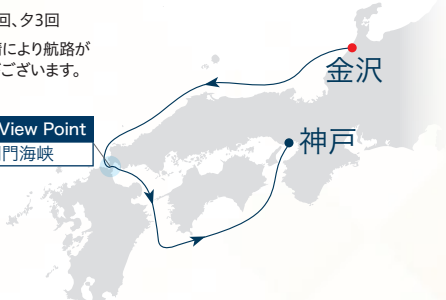 回、夕3回
により航路が
ございます。
金沢
View Point
門海峡
神戸